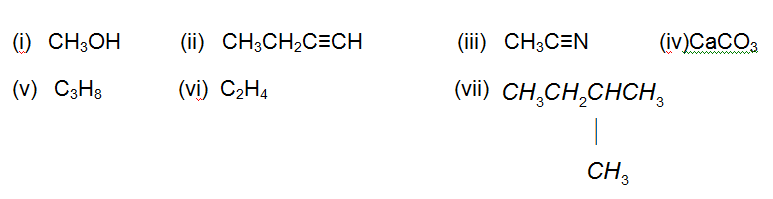 (i) CH₃OH (ii) CH₃CH₂C≡CH (iii) CH₃C≡N (iv)CaCO₃
(v) C₃H₈ (vi) C₂H₄ (vii) CH₃CH₂CHCH₃
|
CH₃